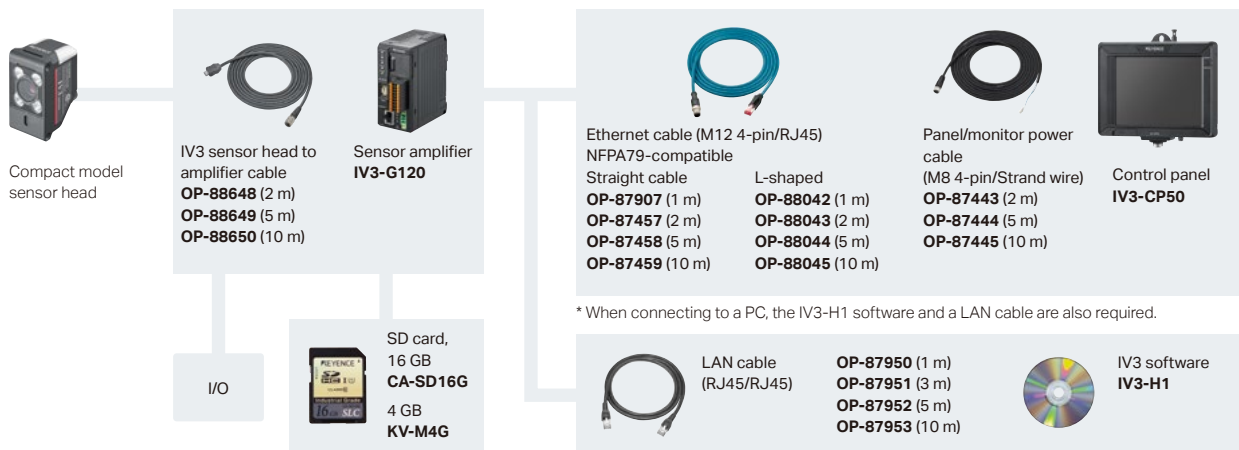 Compact model
sensor head
IV3 sensor head to
amplifier cable
OP-88648 (2 m)
OP-88649 (5 m)
OP-88650 (10 m)
Sensor amplifier
IV3-G120
I/O
KEYENCE
Industrial Grade
16GB SLC
SD card,
16 GB
CA-SD16G
4 GB
KV-M4G
Ethernet cable (M12 4-pin/RJ45)
NFPA79-compatible
Straight cable
OP-87907 (1 m)
OP-87457 (2 m)
OP-87458 (5 m)
OP-87459 (10 m)
L-shaped
OP-88042 (1 m)
OP-88043 (2 m)
OP-88044 (5 m)
OP-88045 (10 m)
Panel/monitor power
cable
(M8 4-pin/Strand wire)
OP-87443 (2 m)
OP-87444 (5 m)
OP-87445 (10 m)
KEYENCE
Control panel
IV3-CP50
* When connecting to a PC, the IV3-H1 software and a LAN cable are also required.
LAN cable
(RJ45/RJ45)
OP-87950 (1 m)
OP-87951 (3 m)
OP-87952 (5 m)
OP-87953 (10 m)
IV3 software
IV3-H1